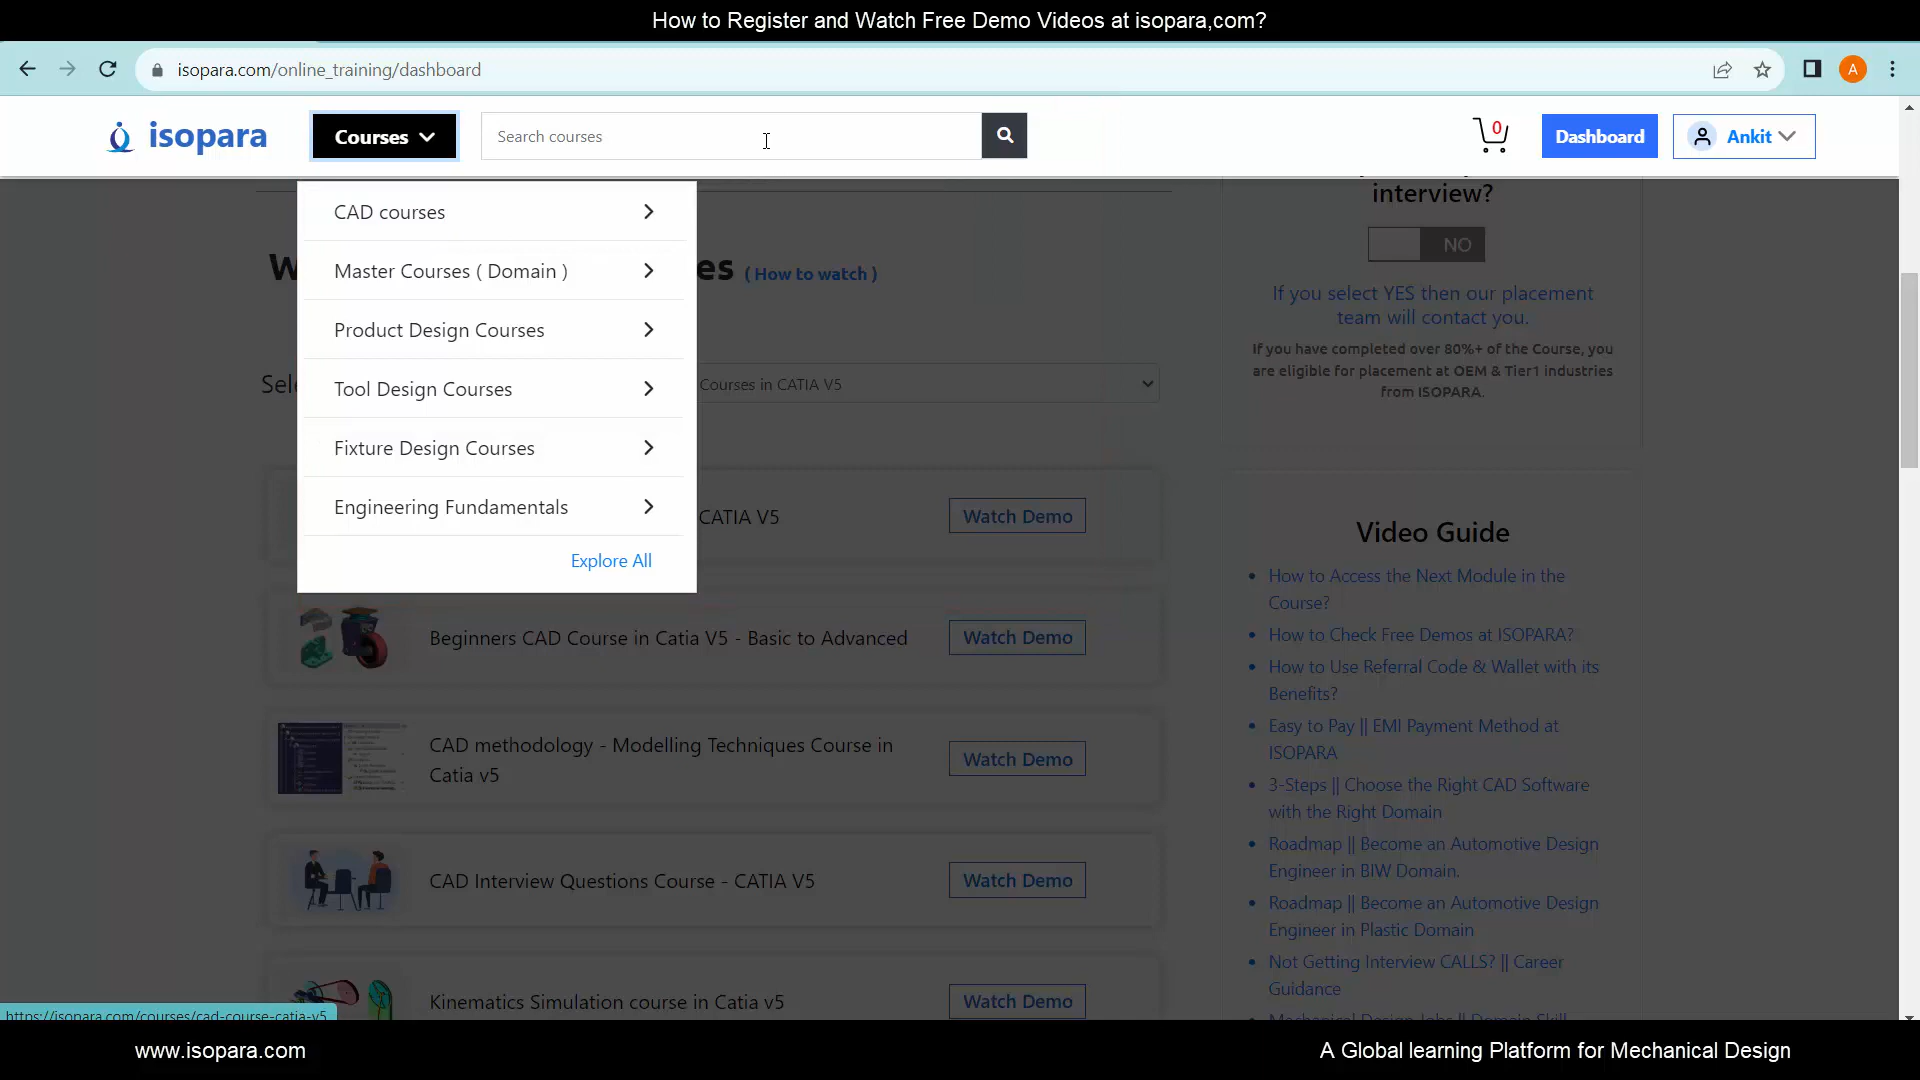 How to Register and Watch Free Demo Videos at isopara,com?
isopara.com/online_training/dashboard
A
isopara
Courses
Search courses
0
Dashboard
Ankit
CAD courses
Master Courses ( Domain )
Product Design Courses
Tool Design Courses
Fixture Design Courses
Engineering Fundamentals
Explore All
W
es ( How to watch )
Sele
Courses in CATIA V5
CATIA V5
Watch Demo
Beginners CAD Course in Catia V5 - Basic to Advanced
Watch Demo
CAD methodology - Modelling Techniques Course in
Catia v5
Watch Demo
CAD Interview Questions Course - CATIA V5
Watch Demo
Kinematics Simulation course in Catia v5
Watch Demo
interview?
NO
If you select YES then our placement
team will contact you.
If you have completed over 80%+ of the Course, you
are eligible for placement at OEM & Tier1 industries
from ISOPARA.
Video Guide
How to Access the Next Module in the
Course?
How to Check Free Demos at ISOPARA?
How to Use Referral Code & Wallet with its
Benefits?
Easy to Pay || EMI Payment Method at
ISOPARA
3-Steps || Choose the Right CAD Software
with the Right Domain
Roadmap || Become an Automotive Design
Engineer in BIW Domain.
Roadmap || Become an Automotive Design
Engineer in Plastic Domain
Not Getting Interview CALLS? || Career
Guidance
Mechanical Design Jobs || Domain Skill
https://isopara.com/courses/cad-course-catia-v5
www.isopara.com
A Global learning Platform for Mechanical Design